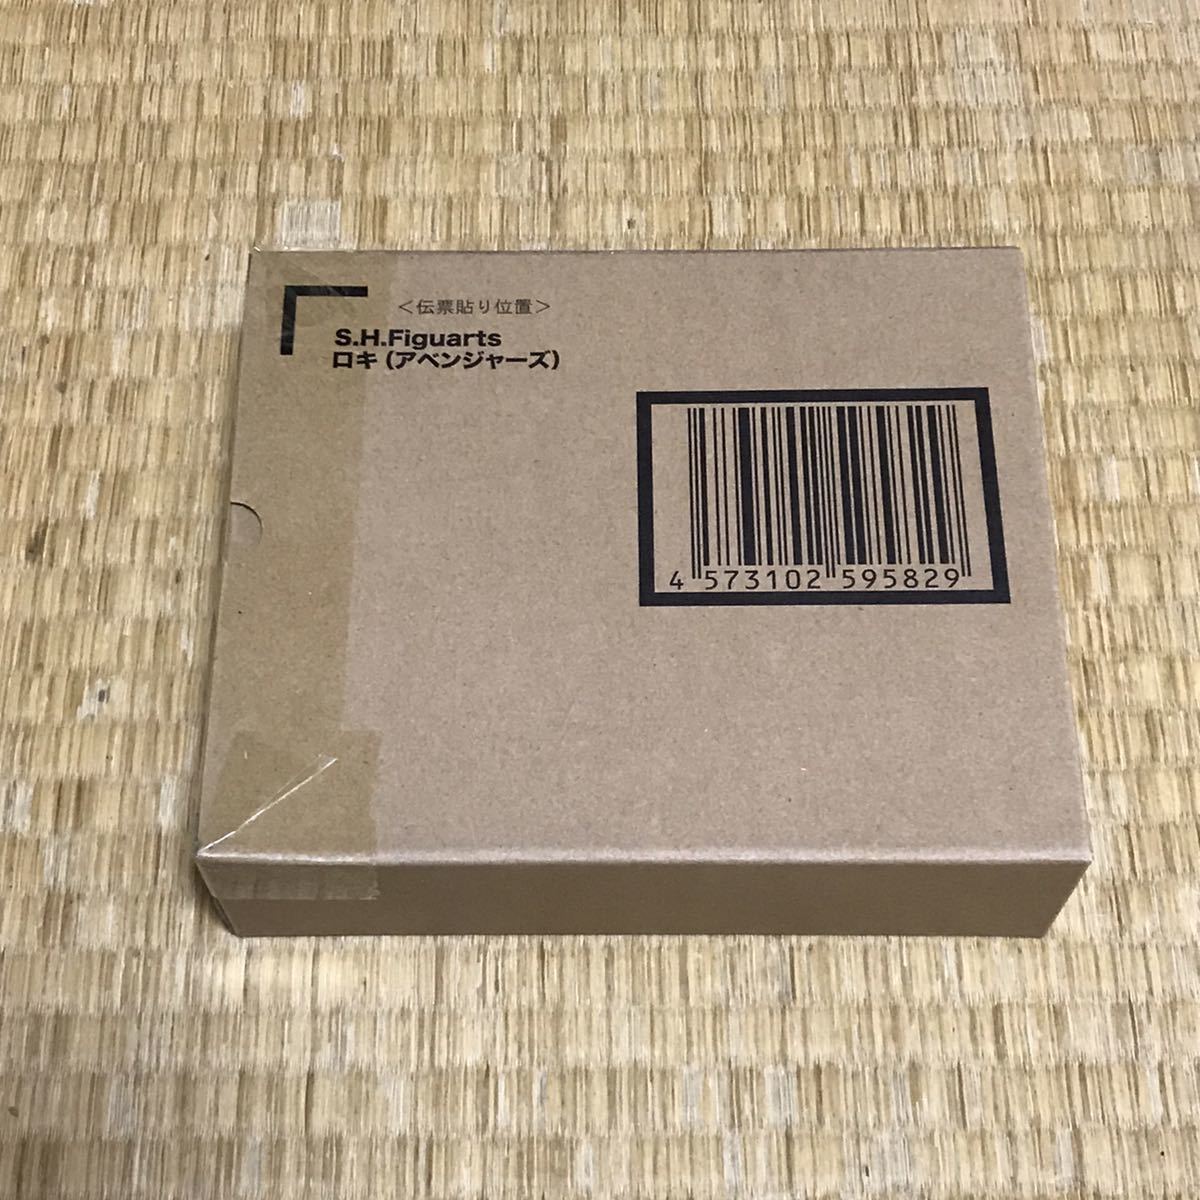 ＜伝票貼り位置＞
S.H.Figuarts
ロキ（アベンジャーズ）
4 573102 595829